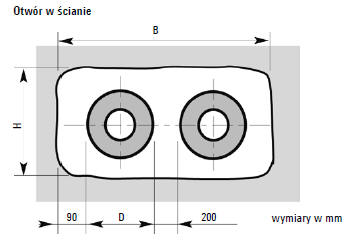 Otwór w ścianie
B
H
90 D 200 wymiary w mm